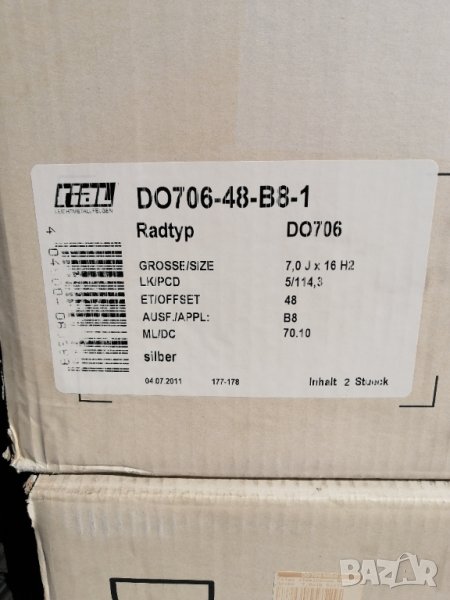 DO706-48-B8-1
LEICHTMETALLFELGEN
Radtyp DO706
GROSSE/SIZE 7,0 J x 16 H2
LK/PCD 5/114,3
ET/OFFSET 48
AUSF./APPL: B8
ML/DC 70.10
silber
04.07.2011 177-178 Inhalt 2 Stueck
BAZAR